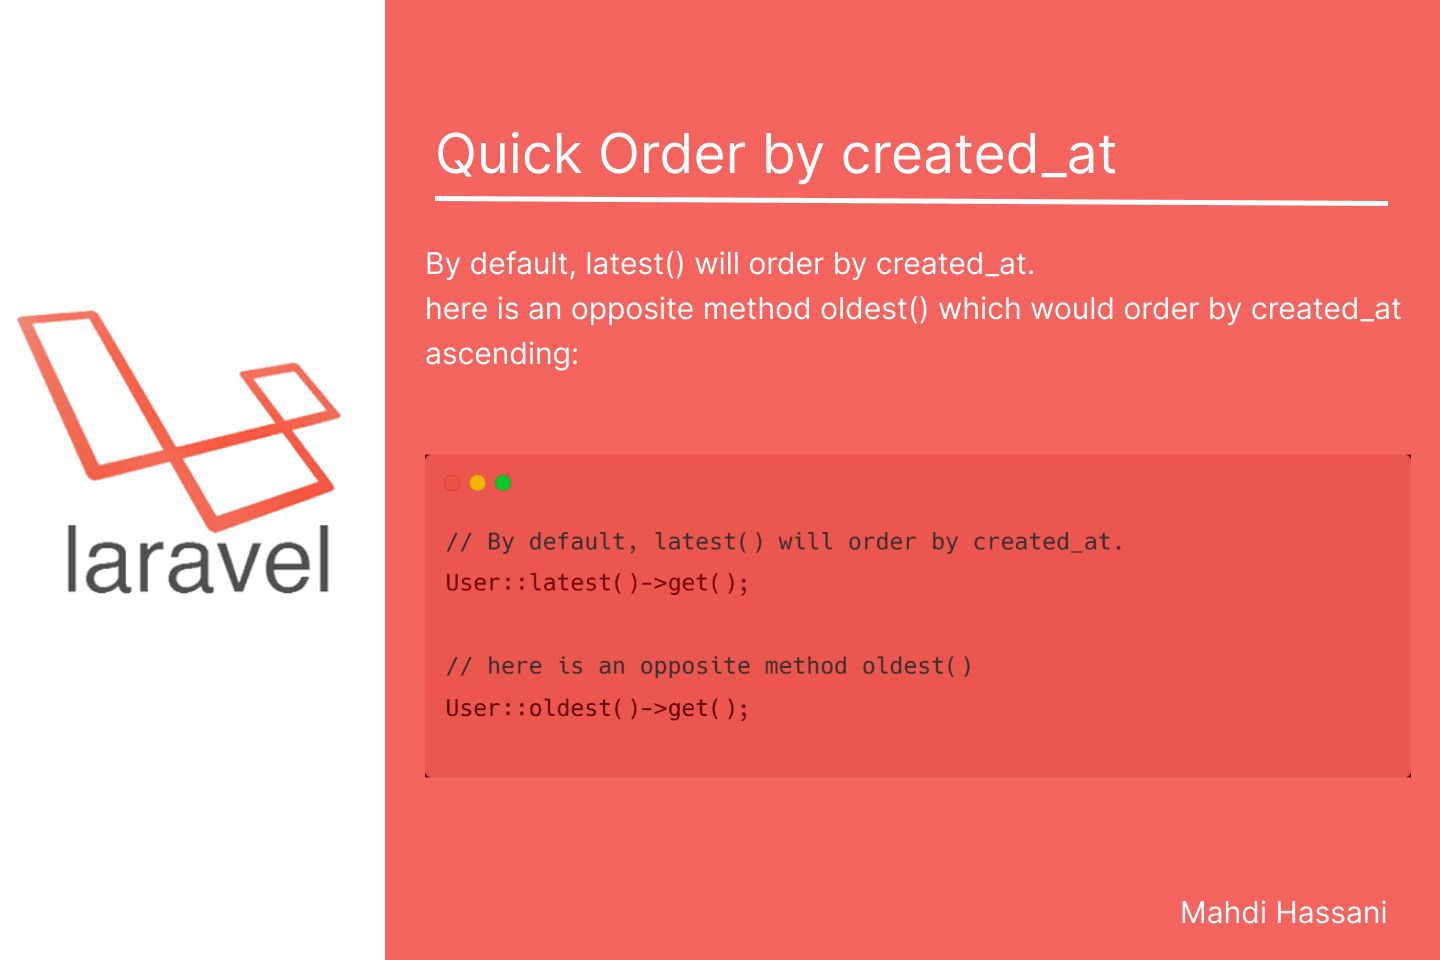 laravel
Quick Order by created_at
By default, latest() will order by created_at.
here is an opposite method oldest() which would order by created_at
ascending:
// By default, latest() will order by created_at.
User::latest()->get();
// here is an opposite method oldest()
User::oldest()->get();
Mahdi Hassani